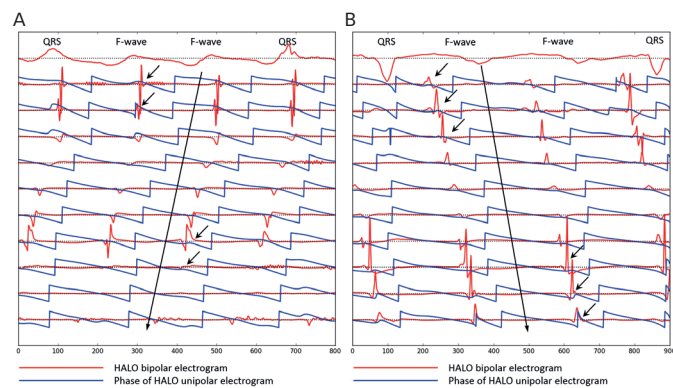 A
B
QRS F-wave F-wave QRS
QRS F-wave F-wave QRS
0 100 200 300 400 500 600 700 800
0 100 200 300 400 500 600 700 800 900
HALO bipolar electrogram
Phase of HALO unipolar electrogram
HALO bipolar electrogram
Phase of HALO unipolar electrogram